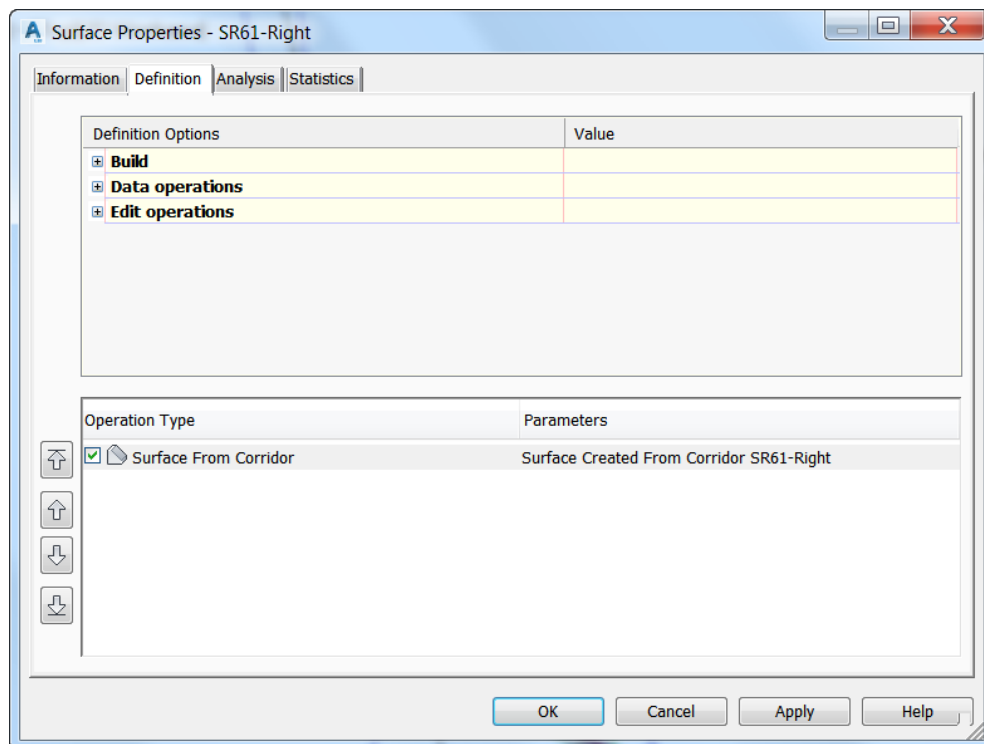 Surface Properties - SR61-Right
Information Definition Analysis Statistics
Definition Options Value
Build
Data operations
Edit operations
Operation Type Parameters
Surface From Corridor Surface Created From Corridor SR61-Right
OK Cancel Apply Help